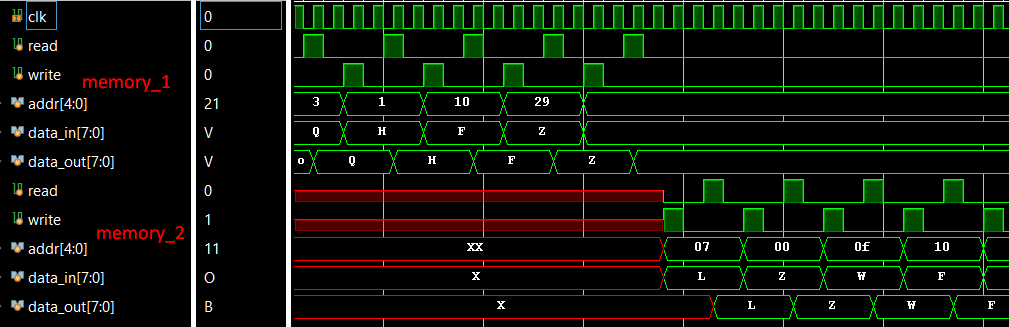 clk 0
read 0
write 0
memory_1
addr[4:0] 21 3 1 10 29
data_in[7:0] V Q H F Z
data_out[7:0] V o Q H F Z
read 0
write 1
memory_2
addr[4:0] 11 XX 07 00 0f 10
data_in[7:0] O X L Z W F
data_out[7:0] B X L Z W F